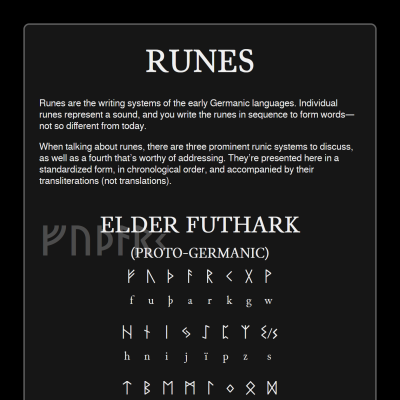 RUNES
Runes are the writing systems of the early Germanic languages. Individual
runes represent a sound, and you write the runes in sequence to form words—
not so different from today.
When talking about runes, there are three prominent runic systems to discuss,
as well as a fourth that's worthy of addressing. They're presented here in a
standardized form, in chronological order, and accompanied by their
transliterations (not translations).
ᚠᚢᚦᚨᚱᚲ
ELDER FUTHARK
(PROTO-GERMANIC)
ᚠ ᚢ ᚦ ᚨ ᚱ ᚲ ᚷ ᚹ
f u þ a r k g w
ᚺ ᚾ ᛁ ᛃ ᛇ ᛈ ᛉ ᛊ/ᛋ
h n i j ï p z s
ᛏ ᛒ ᛖ ᛗ ᛚ ᛜ ᛟ ᛞ